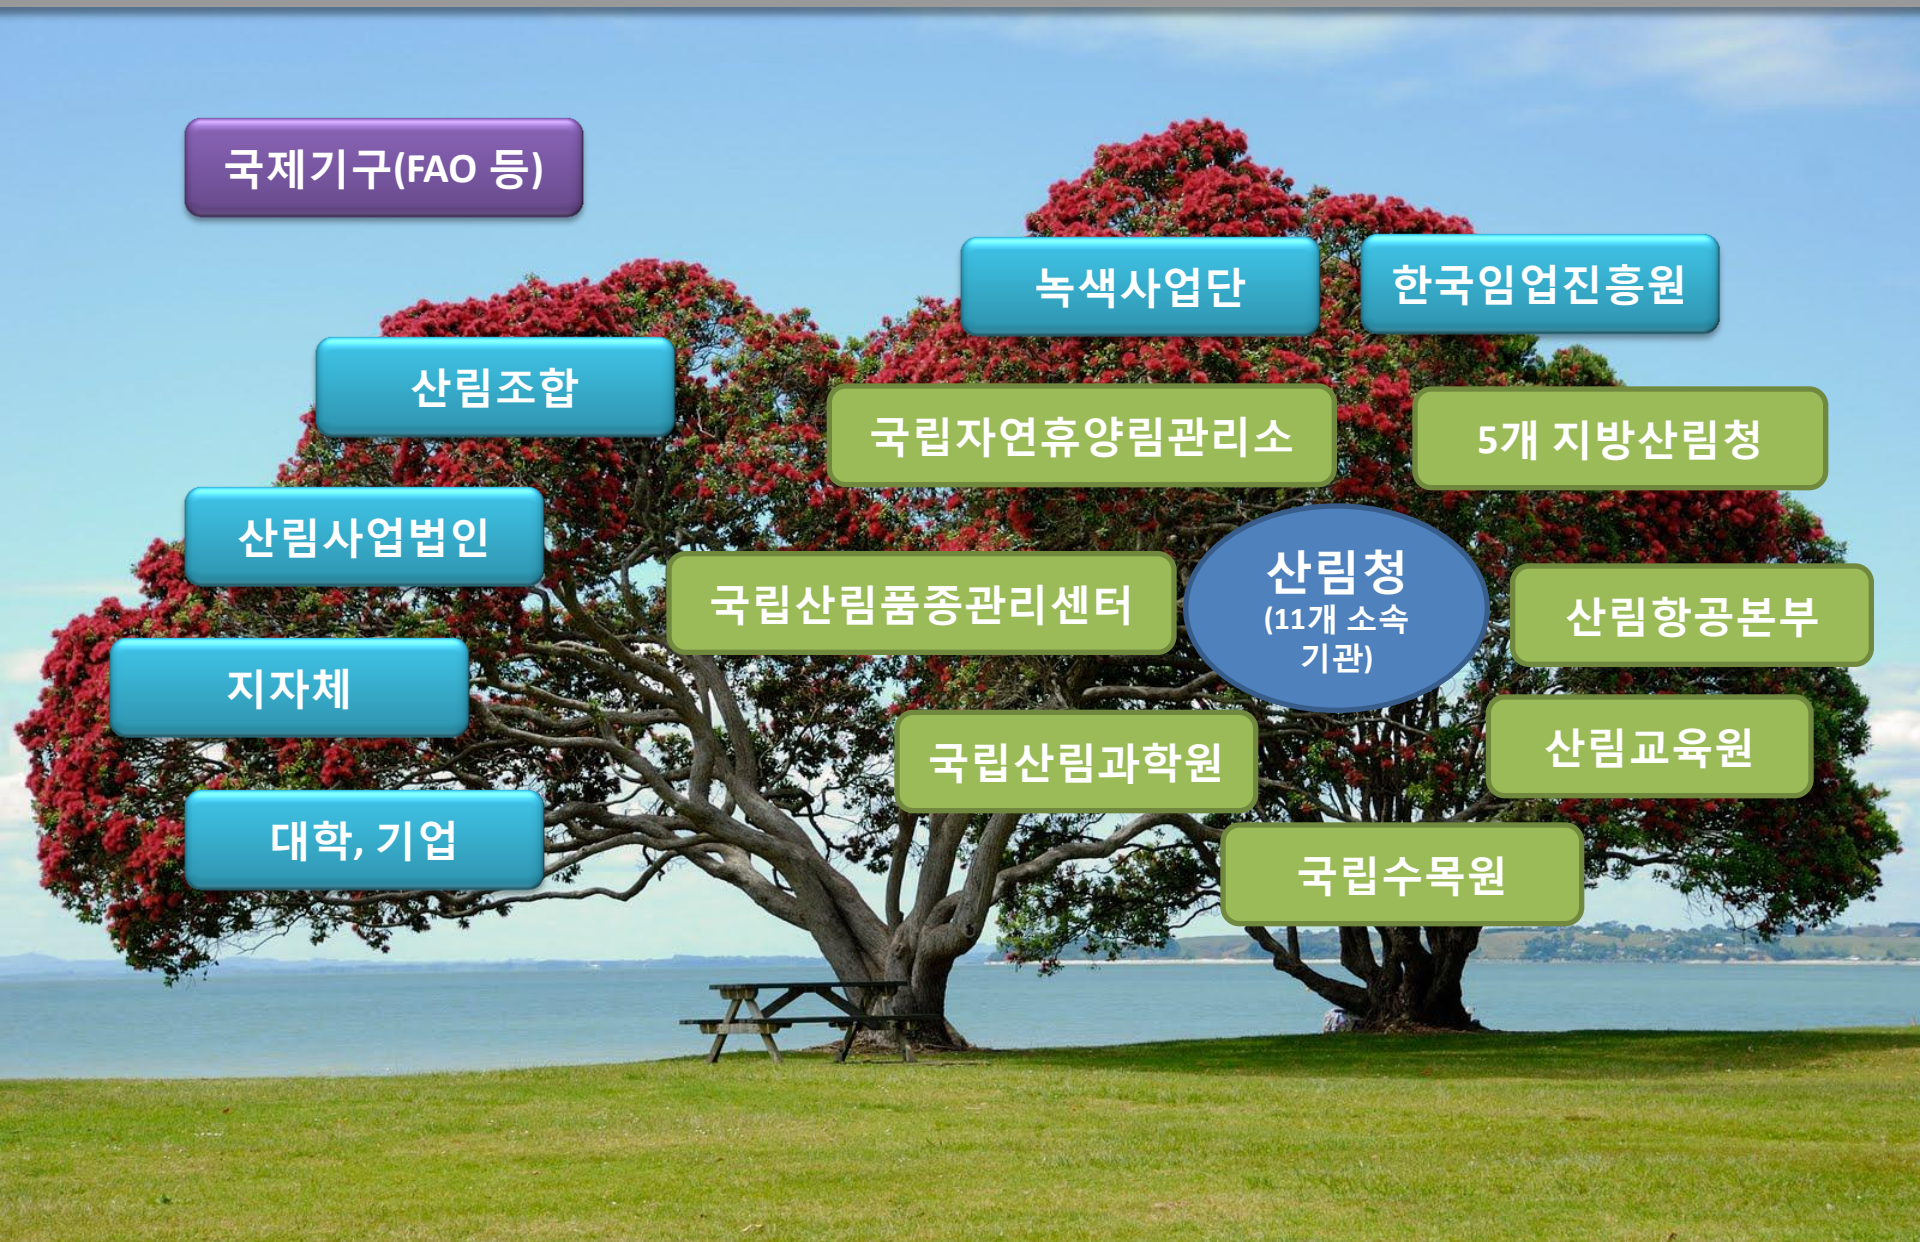 국제기구(FAO 등)
녹색사업단
한국임업진흥원
산림조합
국립자연휴양림관리소
5개 지방산림청
산림사업법인
국립산림품종관리센터
산림청
(11개 소속
기관)
산림항공본부
지자체
국립산림과학원
산림교육원
대학, 기업
국립수목원